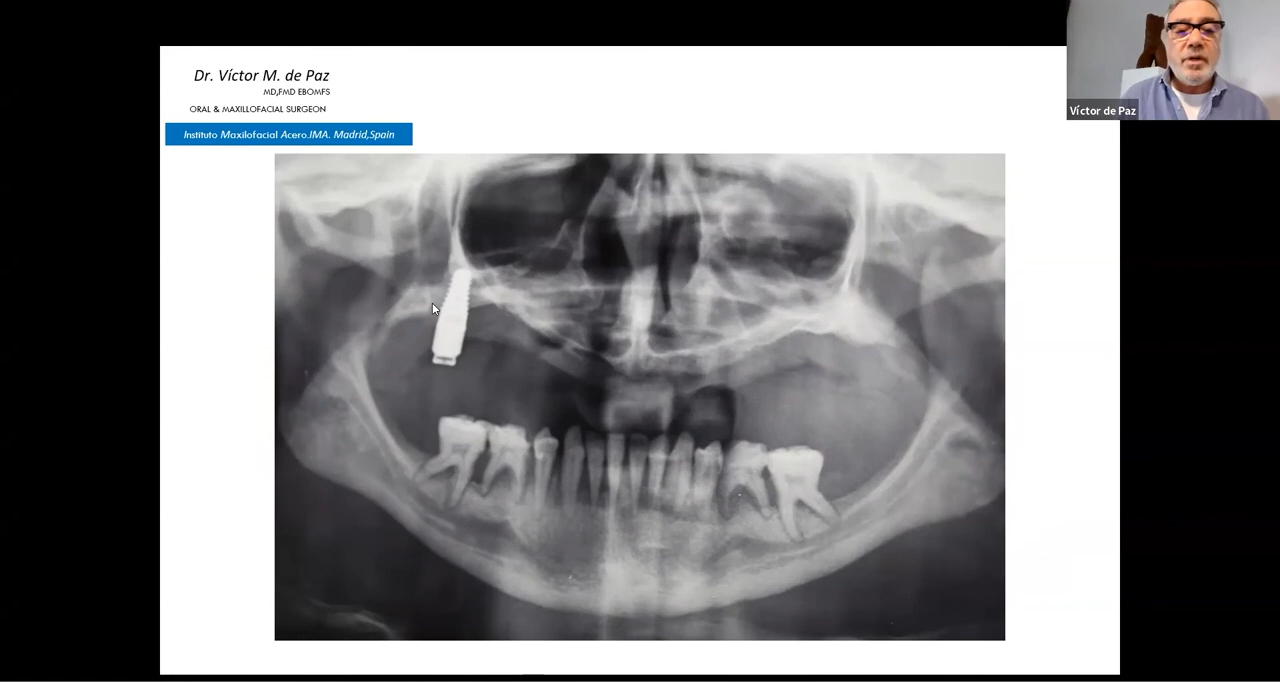 Dr. Víctor M. de Paz
MD,FMD EBOMFS
ORAL & MAXILLOFACIAL SURGEON
Instituto Maxilofacial Acero.IMA. Madrid,Spain
Víctor de Paz